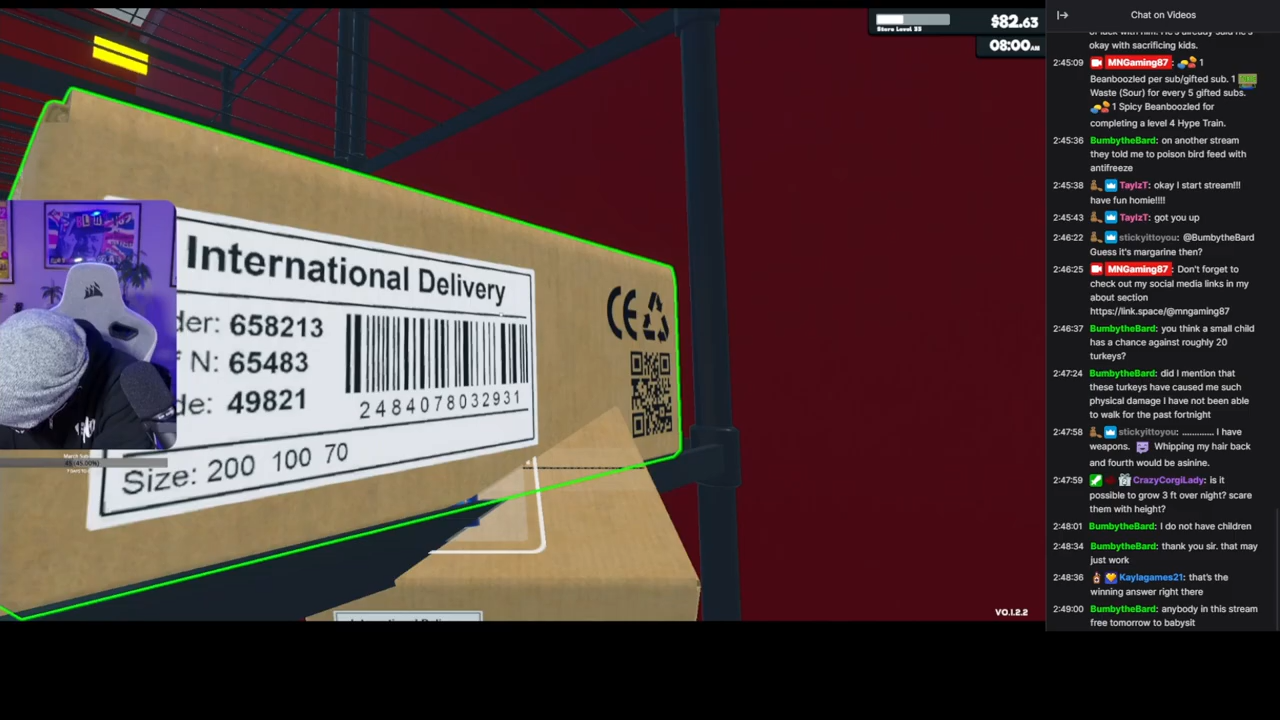 $82.63
Store Level 33
08:00 AM
International Delivery
der: 658213
N: 65483
de: 49821
2484078032931
Size: 200 100 70
CE
V0.1.2.2
Chat on Videos
okay with sacrificing kids.
2:45:09 MNGaming87: 1
Beanboozled per sub/gifted sub. 1
Waste (Sour) for every 5 gifted subs.
1 Spicy Beanboozled for
completing a level 4 Hype Train.
2:45:36 BumbytheBard: on another stream
they told me to poison bird feed with
antifreeze
2:45:38 TaylzT: okay I start stream!!!
have fun homie!!!!
2:45:43 TaylzT: got you up
2:46:22 stickyittoyou: @BumbytheBard
Guess it's margarine then?
2:46:25 MNGaming87: Don't forget to
check out my social media links in my
about section
https://link.space/@mngaming87
2:46:37 BumbytheBard: you think a small child
has a chance against roughly 20
turkeys?
2:47:24 BumbytheBard: did I mention that
these turkeys have caused me such
physical damage I have not been able
to walk for the past fortnight
2:47:58 stickyittoyou: ............. I have
weapons. Whipping my hair back
and fourth would be asinine.
2:47:59 CrazyCorgiLady: is it
possible to grow 3 ft over night? scare
them with height?
2:48:01 BumbytheBard: I do not have children
2:48:34 BumbytheBard: thank you sir. that may
just work
2:48:36 Kaylagames21: that's the
winning answer right there
2:49:00 BumbytheBard: anybody in this stream
free tomorrow to babysit